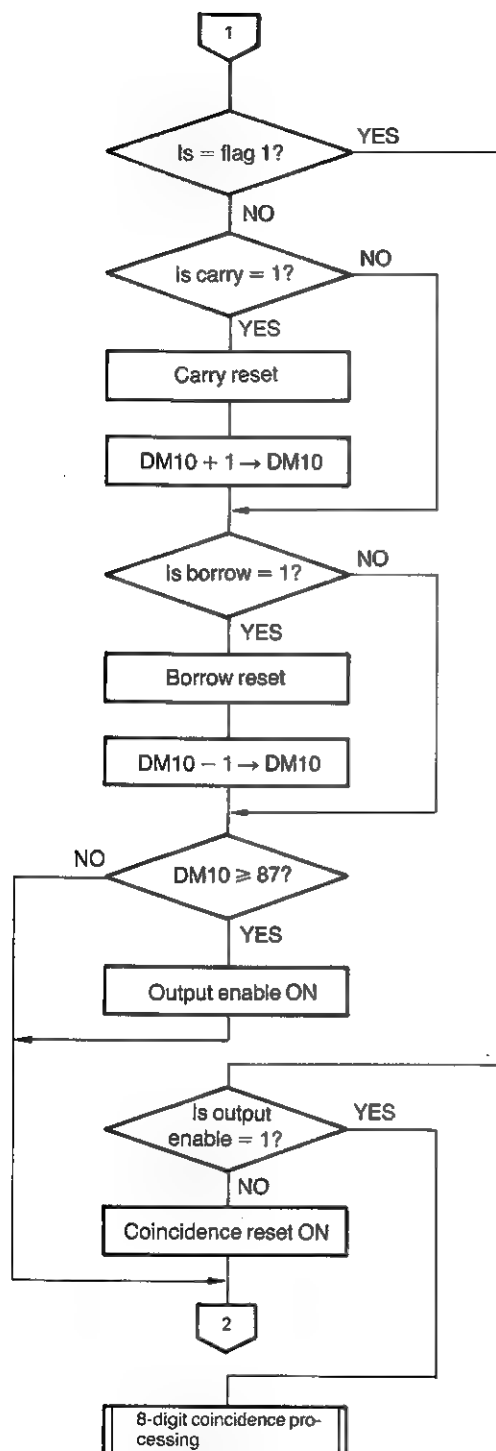 1
Is = flag 1?
YES
NO
Is carry = 1?
NO
YES
Carry reset
DM10 + 1 → DM10
Is borrow = 1?
NO
YES
Borrow reset
DM10 − 1 → DM10
NO
DM10 ≥ 87?
YES
Output enable ON
Is output
enable = 1?
YES
NO
Coincidence reset ON
2
8-digit coincidence pro-
cessing